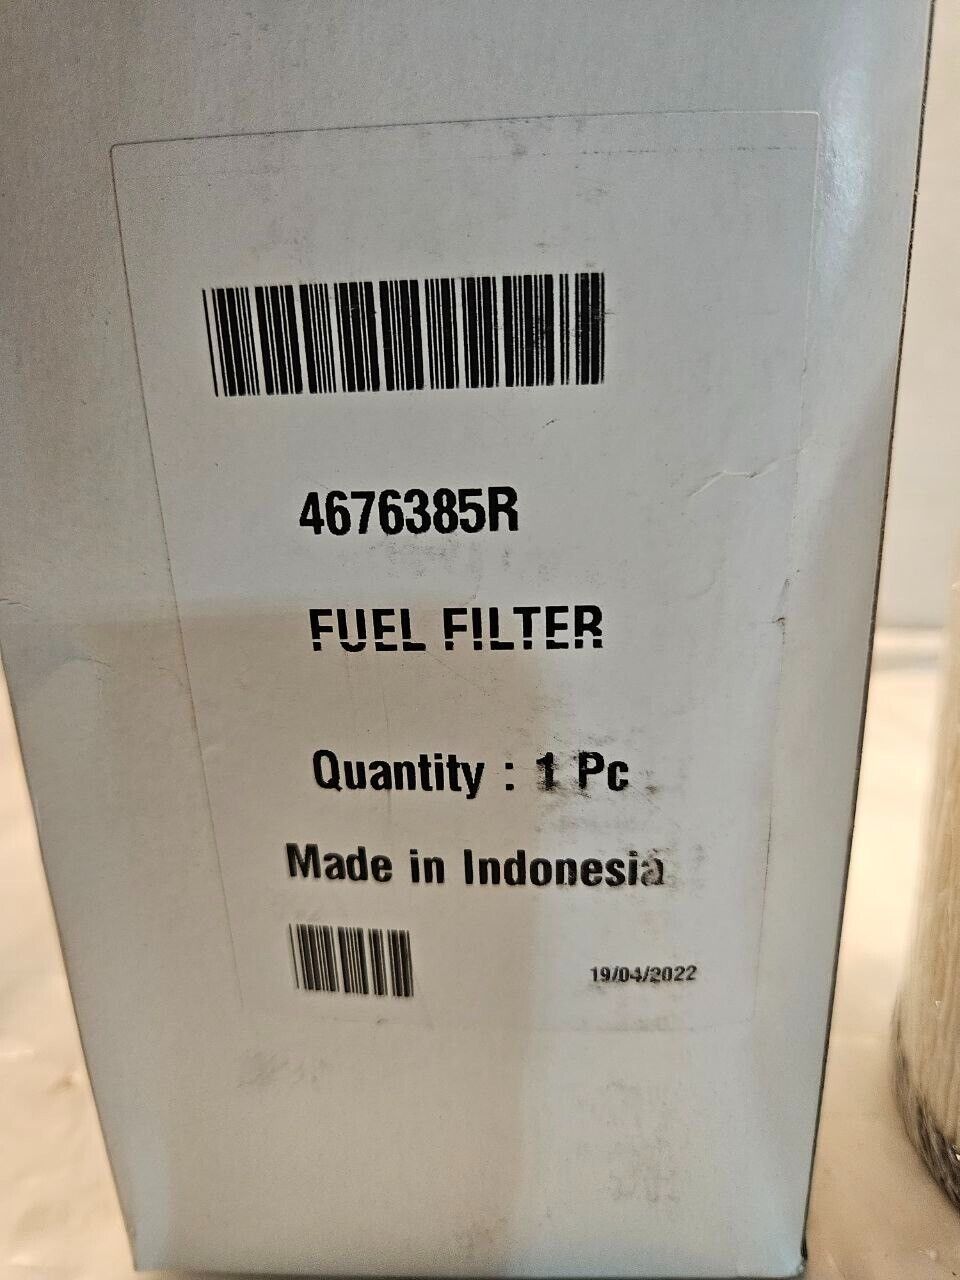 4676385R
FUEL FILTER
Quantity : 1 Pc
Made in Indonesia
19/04/2022